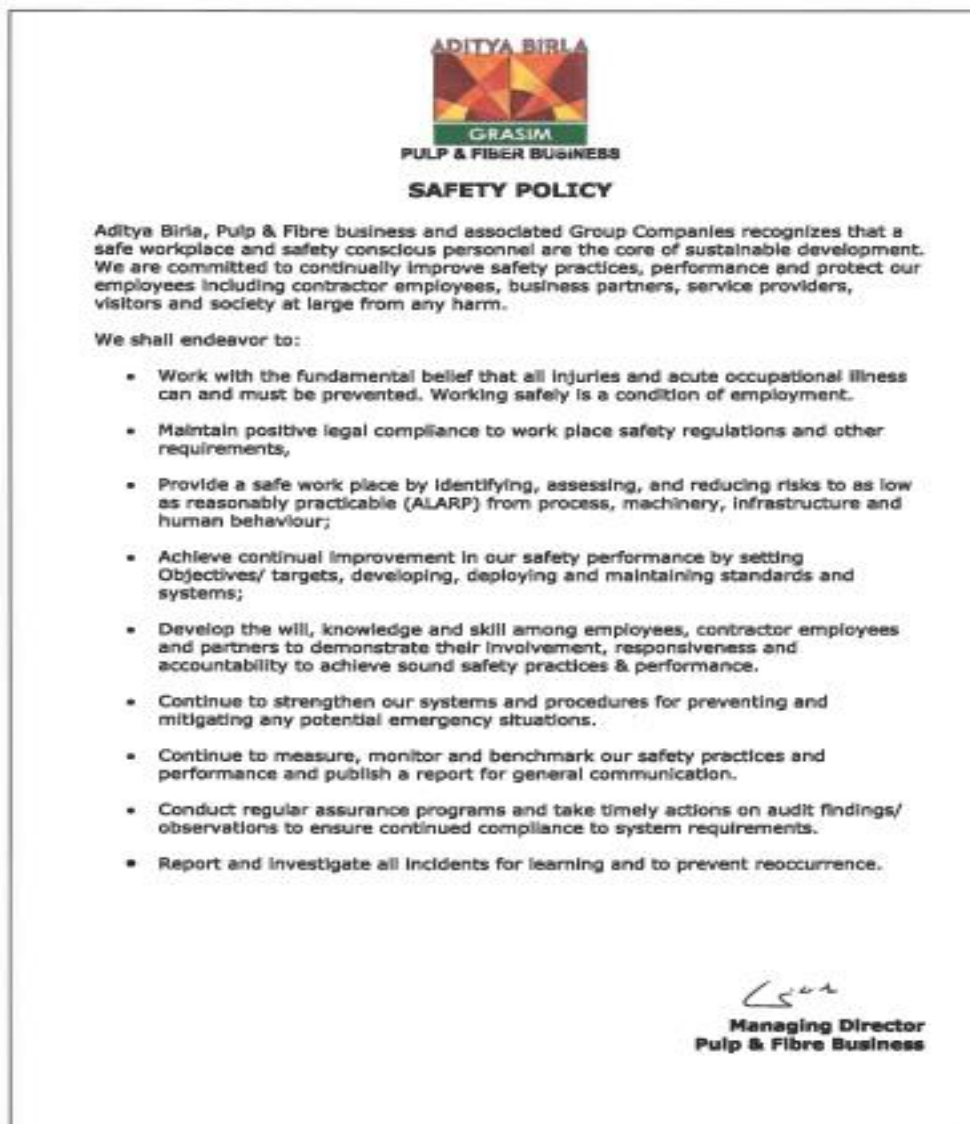 ADITYA BIRLA
GRASIM
PULP & FIBER BUSINESS
SAFETY POLICY
Aditya Birla, Pulp & Fibre business and associated Group Companies recognizes that a
safe workplace and safety conscious personnel are the core of sustainable development.
We are committed to continually improve safety practices, performance and protect our
employees including contractor employees, business partners, service providers,
visitors and society at large from any harm.
We shall endeavor to:
• Work with the fundamental belief that all injuries and acute occupational illness
can and must be prevented. Working safely is a condition of employment.
• Maintain positive legal compliance to work place safety regulations and other
requirements,
• Provide a safe work place by identifying, assessing, and reducing risks to as low
as reasonably practicable (ALARP) from process, machinery, infrastructure and
human behaviour;
• Achieve continual improvement in our safety performance by setting
Objectives/ targets, developing, deploying and maintaining standards and
systems;
• Develop the will, knowledge and skill among employees, contractor employees
and partners to demonstrate their involvement, responsiveness and
accountability to achieve sound safety practices & performance.
• Continue to strengthen our systems and procedures for preventing and
mitigating any potential emergency situations.
• Continue to measure, monitor and benchmark our safety practices and
performance and publish a report for general communication.
• Conduct regular assurance programs and take timely actions on audit findings/
observations to ensure continued compliance to system requirements.
• Report and investigate all incidents for learning and to prevent reoccurrence.
Managing Director
Pulp & Fibre Business